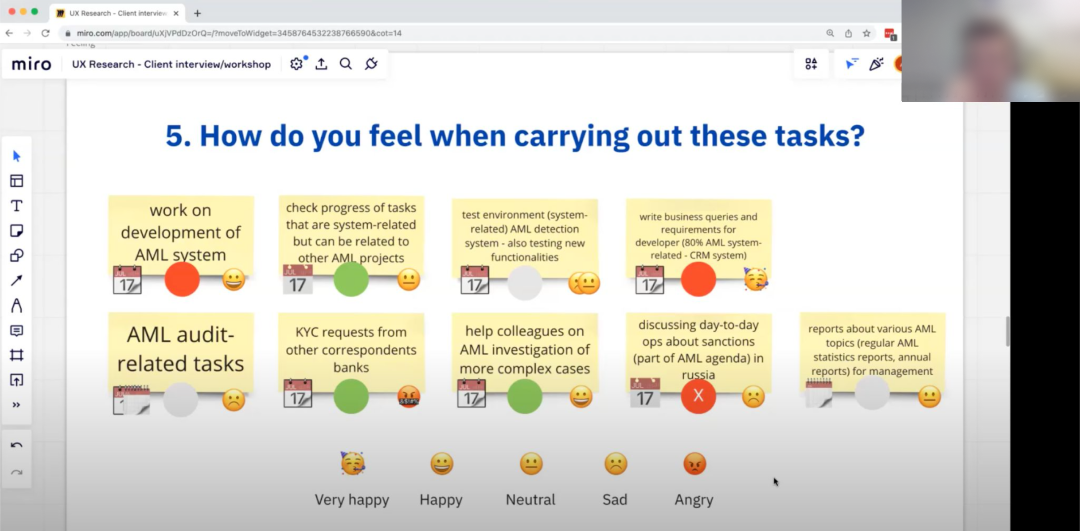 UX Research - Client interview
miro.com/app/board/uXjVPdDzOrQ=/?moveToWidget=3458764532238766590&cot=14
miro
UX Research - Client interview/workshop
5. How do you feel when carrying out these tasks?
work on
development of
AML system
17
check progress of tasks
that are system-related
but can be related to
other AML projects
JUL
17
test environment (system-
related) AML detection
system - also testing new
functionalities
17
write business queries and
requirements for
developer (80% AML system-
related - CRM system)
17
AML audit-
related tasks
KYC requests from
other correspondents
banks
17
help colleagues on
AML investigation of
more complex cases
17
discussing day-to-day
ops about sanctions
(part of AML agenda) in
russia
17
X
reports about various AML
topics (regular AML
statistics reports, annual
reports) for management
Very happy
Happy
Neutral
Sad
Angry